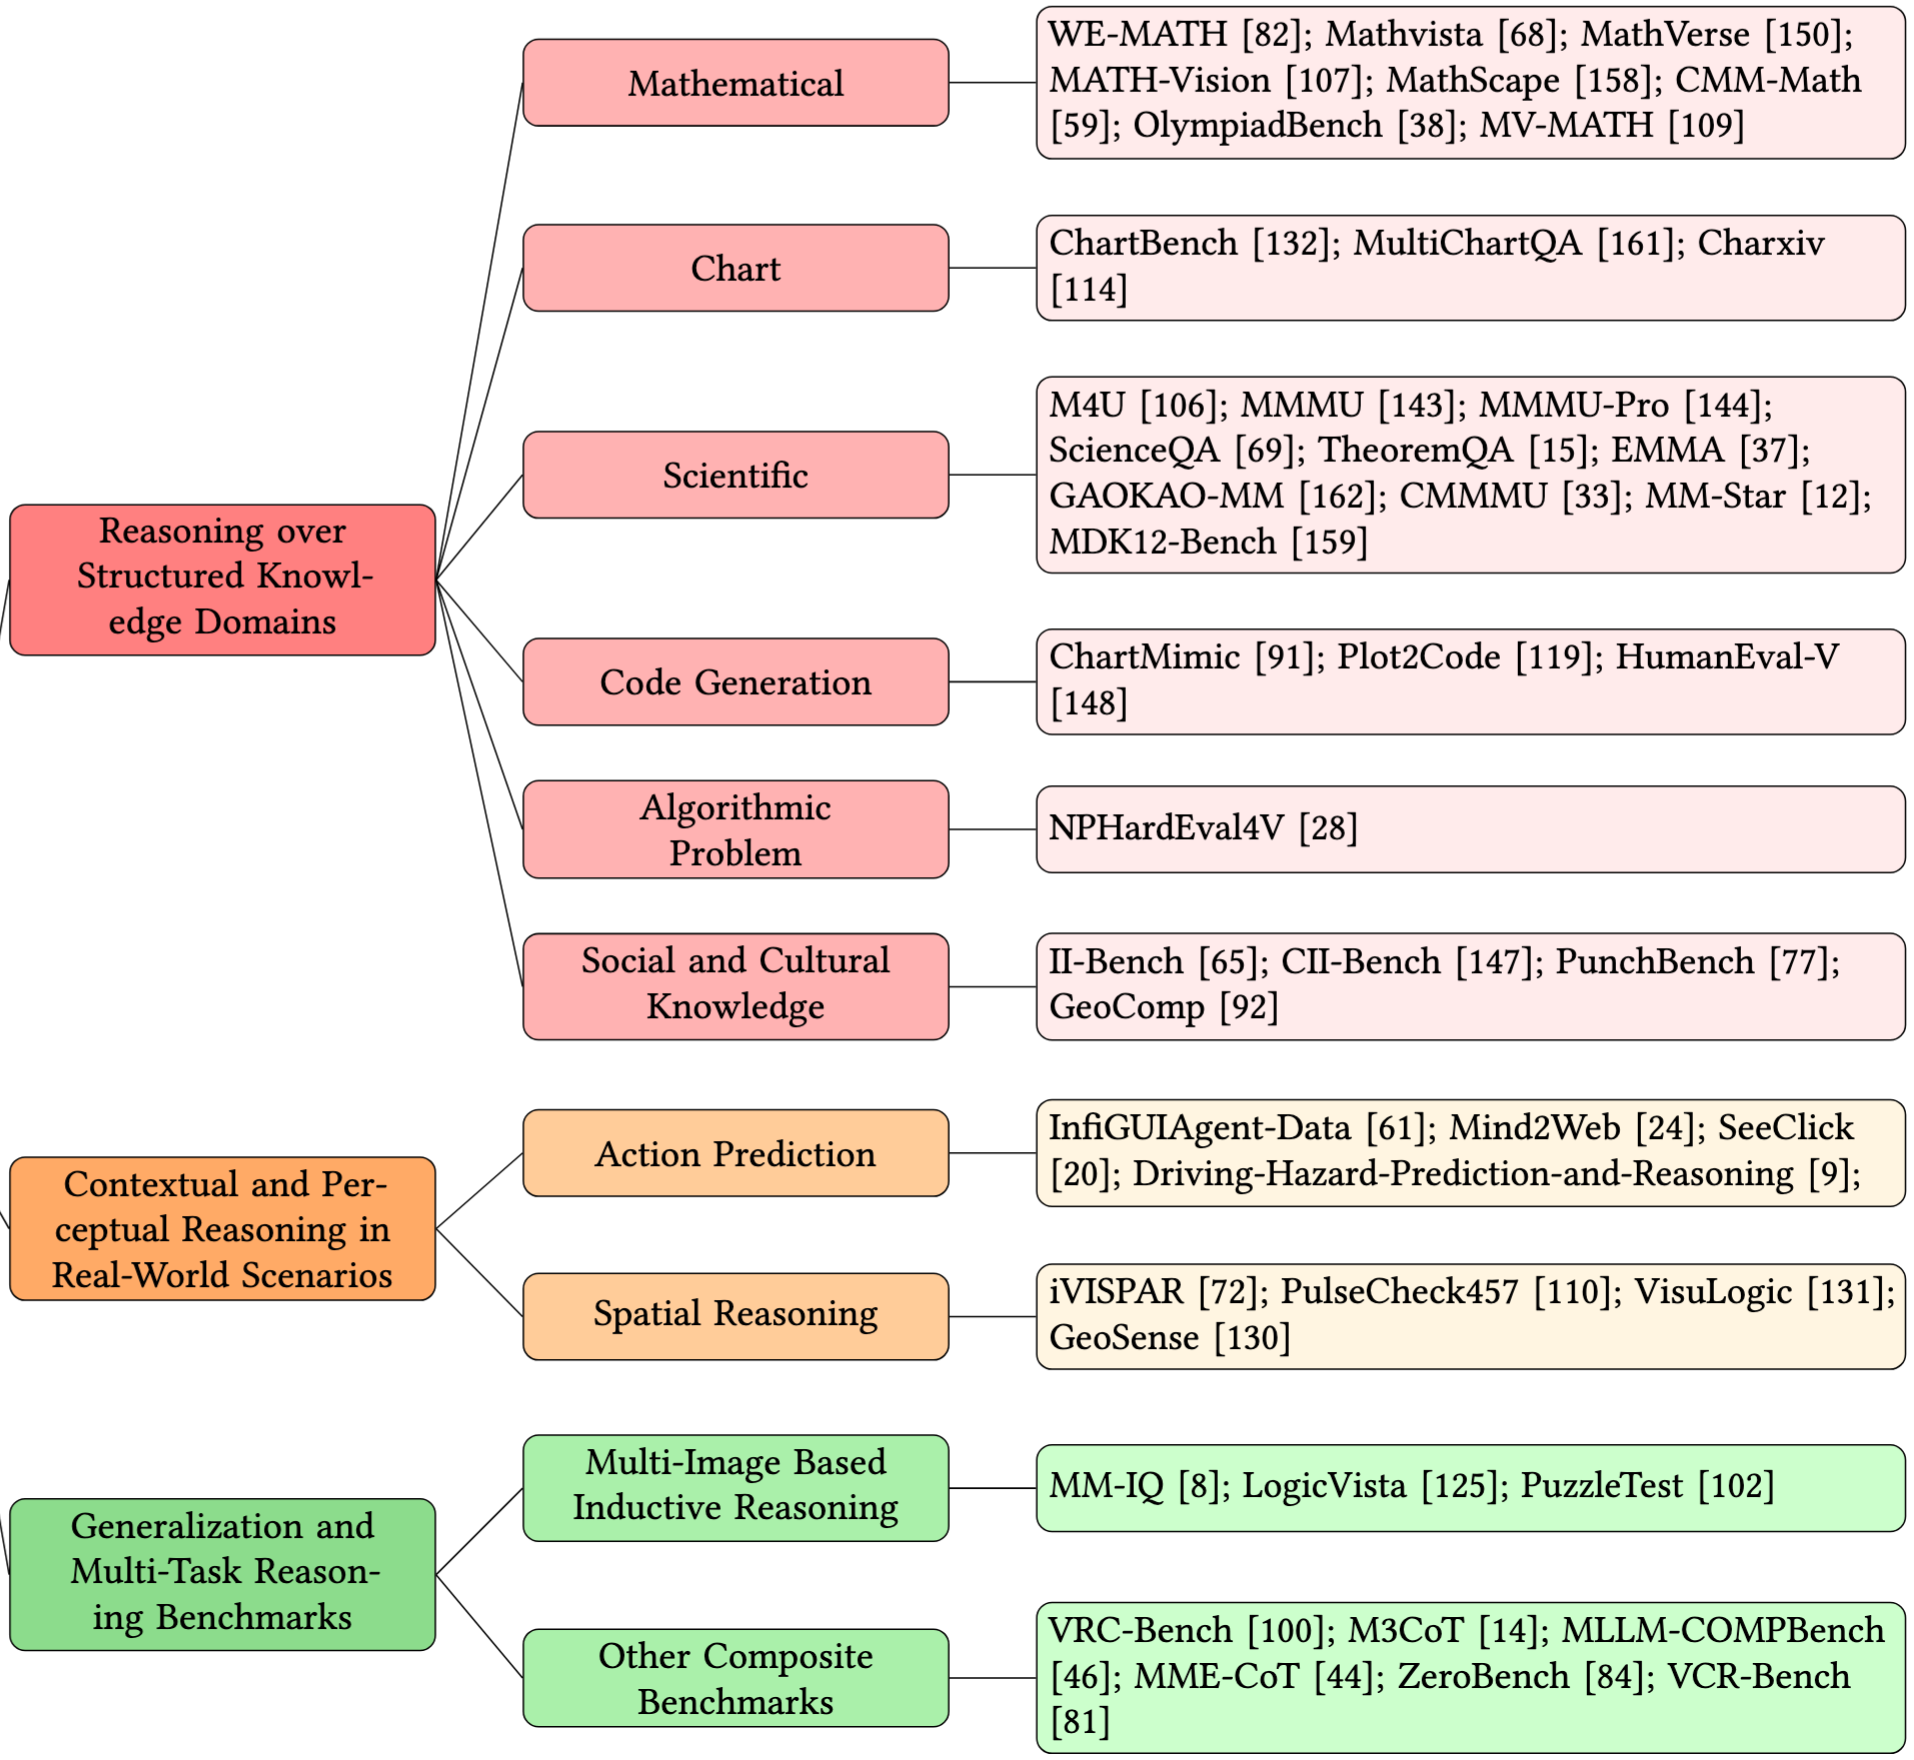 Mathematical
WE-MATH [82]; Mathvista [68]; MathVerse [150];
MATH-Vision [107]; MathScape [158]; CMM-Math
[59]; OlympiadBench [38]; MV-MATH [109]
Chart
ChartBench [132]; MultiChartQA [161]; Charxiv
[114]
Scientific
M4U [106]; MMMU [143]; MMMU-Pro [144];
ScienceQA [69]; TheoremQA [15]; EMMA [37];
GAOKAO-MM [162]; CMMMU [33]; MM-Star [12];
MDK12-Bench [159]
Reasoning over
Structured Knowl-
edge Domains
Code Generation
ChartMimic [91]; Plot2Code [119]; HumanEval-V
[148]
Algorithmic
Problem
NPHardEval4V [28]
Social and Cultural
Knowledge
II-Bench [65]; CII-Bench [147]; PunchBench [77];
GeoComp [92]
Contextual and Per-
ceptual Reasoning in
Real-World Scenarios
Action Prediction
InfiGUIAgent-Data [61]; Mind2Web [24]; SeeClick
[20]; Driving-Hazard-Prediction-and-Reasoning [9];
Spatial Reasoning
iVISPAR [72]; PulseCheck457 [110]; VisuLogic [131];
GeoSense [130]
Generalization and
Multi-Task Reason-
ing Benchmarks
Multi-Image Based
Inductive Reasoning
MM-IQ [8]; LogicVista [125]; PuzzleTest [102]
Other Composite
Benchmarks
VRC-Bench [100]; M3CoT [14]; MLLM-COMPBench
[46]; MME-CoT [44]; ZeroBench [84]; VCR-Bench
[81]